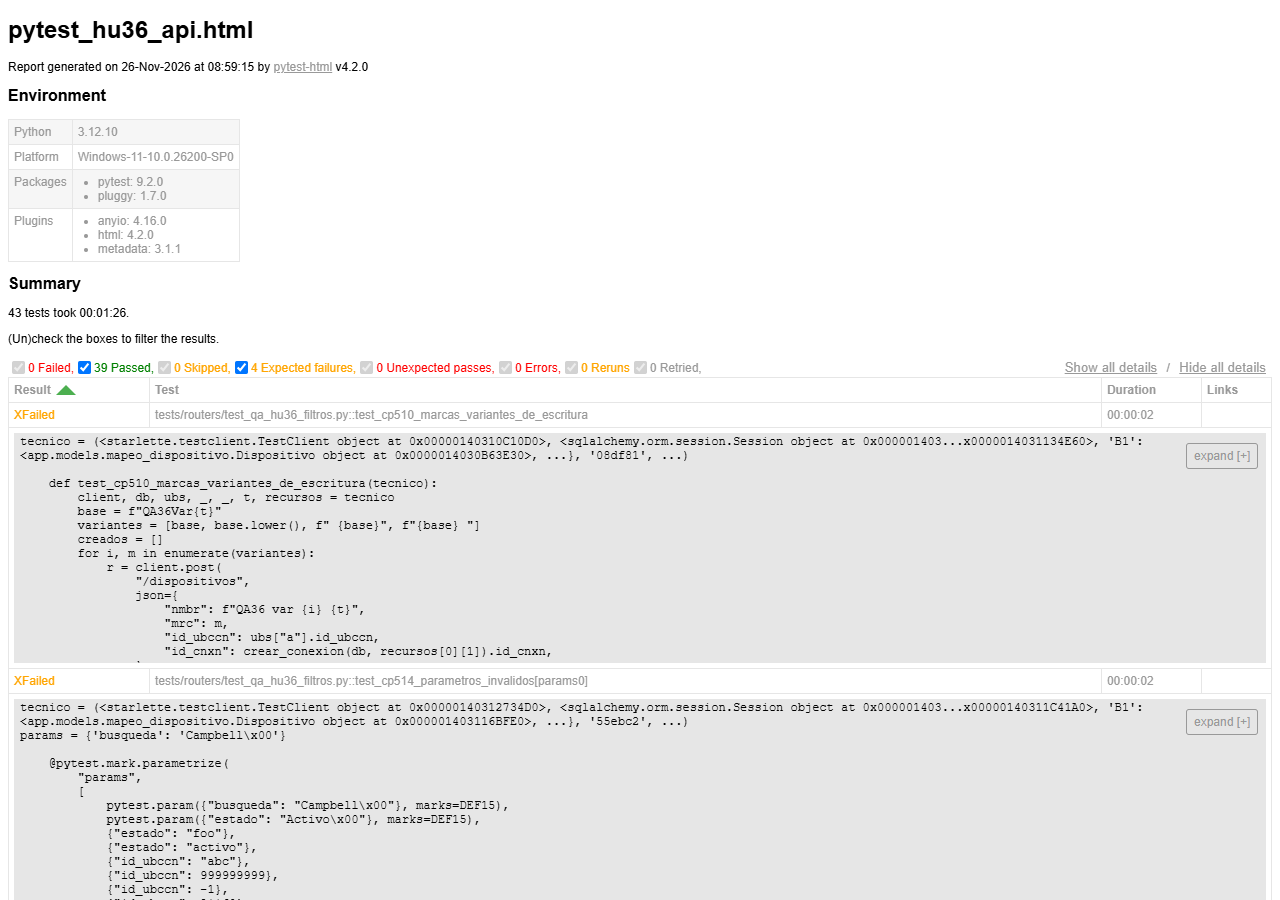 pytest_hu36_api.html
Report generated on 26-Nov-2026 at 08:59:15 by pytest-html v4.2.0
Environment
Python 3.12.10
Platform Windows-11-10.0.26200-SP0
Packages
pytest: 9.2.0
pluggy: 1.7.0
Plugins
anyio: 4.16.0
html: 4.2.0
metadata: 3.1.1
Summary
43 tests took 00:01:26.
(Un)check the boxes to filter the results.
0 Failed, 39 Passed, 0 Skipped, 4 Expected failures, 0 Unexpected passes, 0 Errors, 0 Reruns 0 Retried, Show all details / Hide all details
Result Test Duration Links
XFailed tests/routers/test_qa_hu36_filtros.py::test_cp510_marcas_variantes_de_escritura 00:00:02
tecnico = (<starlette.testclient.TestClient object at 0x00000140310C10D0>, <sqlalchemy.orm.session.Session object at 0x000001403...x0000014031134E60>, 'B1':
<app.models.mapeo_dispositivo.Dispositivo object at 0x0000014030B63E30>, ...}, '08df81', ...)
expand [+]
def test_cp510_marcas_variantes_de_escritura(tecnico):
client, db, ubs, _, _, t, recursos = tecnico
base = f"QA36Var{t}"
variantes = [base, base.lower(), f" {base}", f"{base} "]
creados = []
for i, m in enumerate(variantes):
r = client.post(
"/dispositivos",
json={
"nmbr": f"QA36 var {i} {t}",
"mrc": m,
"id_ubccn": ubs["a"].id_ubccn,
"id_cnxn": crear_conexion(db, recursos[0][1]).id_cnxn,
XFailed tests/routers/test_qa_hu36_filtros.py::test_cp514_parametros_invalidos[params0] 00:00:02
tecnico = (<starlette.testclient.TestClient object at 0x00000140312734D0>, <sqlalchemy.orm.session.Session object at 0x000001403...x00000140311C41A0>, 'B1':
<app.models.mapeo_dispositivo.Dispositivo object at 0x000001403116BFE0>, ...}, '55ebc2', ...)
expand [+]
params = {'busqueda': 'Campbell\x00'}
@pytest.mark.parametrize(
"params",
[
pytest.param({"busqueda": "Campbell\x00"}, marks=DEF15),
pytest.param({"estado": "Activo\x00"}, marks=DEF15),
{"estado": "foo"},
{"estado": "activo"},
{"id_ubccn": "abc"},
{"id_ubccn": 999999999},
{"id_ubccn": -1},